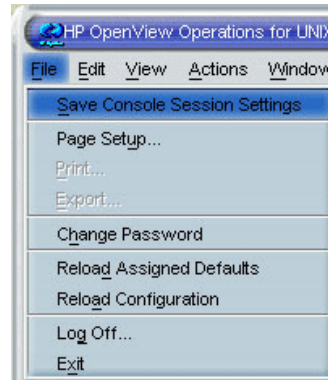 HP OpenView Operations for UNIX
File Edit View Actions Window
Save Console Session Settings
Page Setup...
Print...
Export...
Change Password
Reload Assigned Defaults
Reload Configuration
Log Off...
Exit